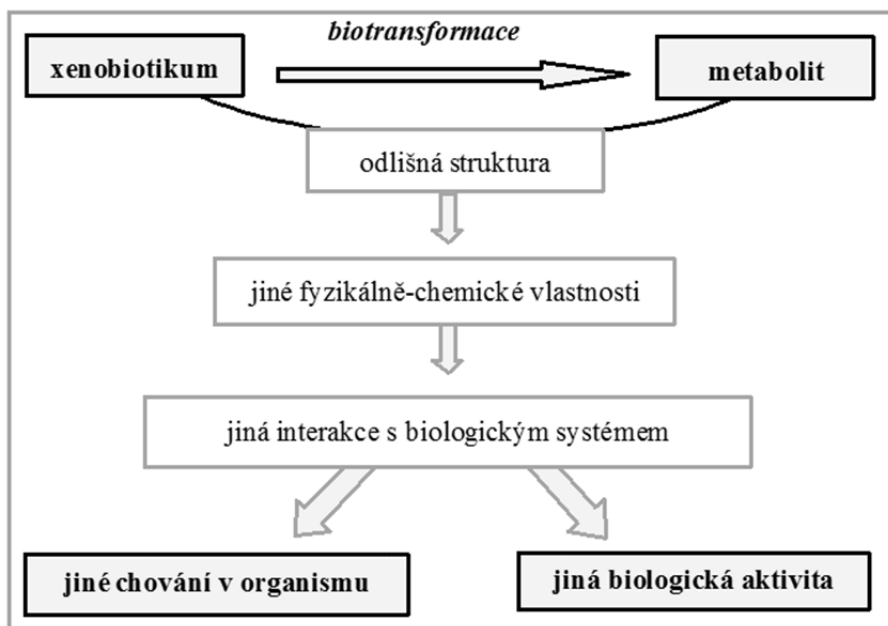 biotransformace
xenobiotikum
metabolit
odlišná struktura
jiné fyzikálně-chemické vlastnosti
jiná interakce s biologickým systémem
jiné chování v organismu
jiná biologická aktivita